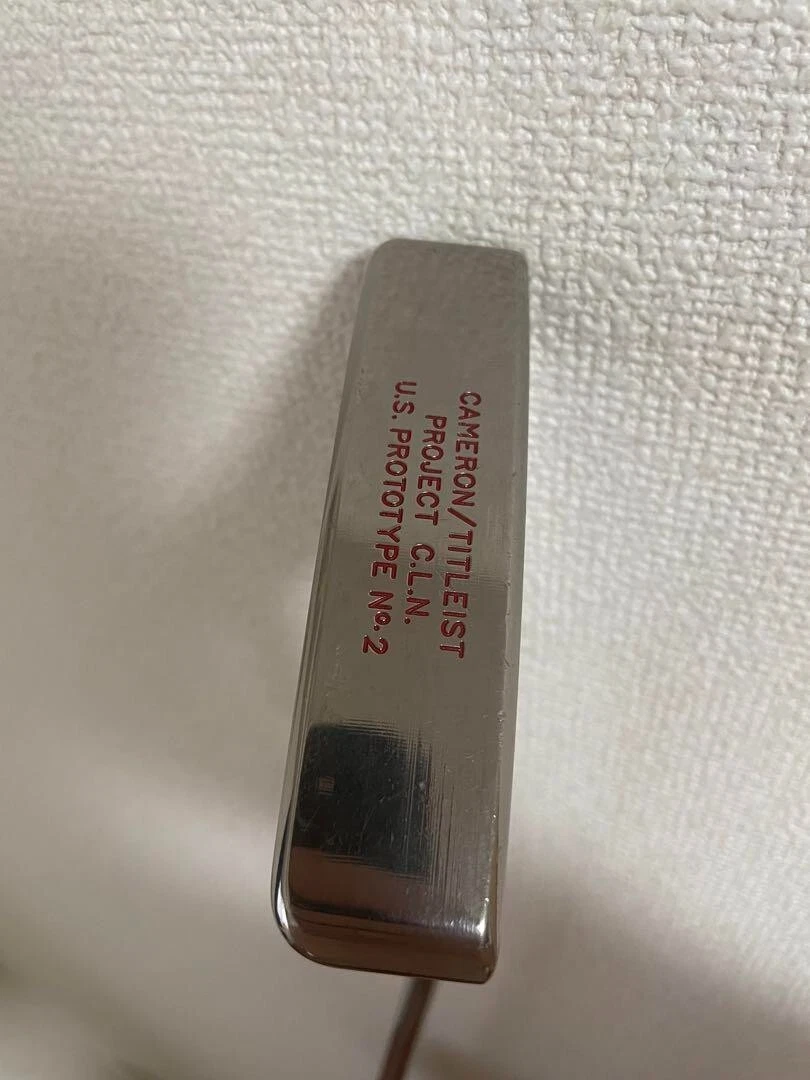 CAMERON/TITLEIST
PROJECT C.L.N.
U.S. PROTOTYPE Nº.2